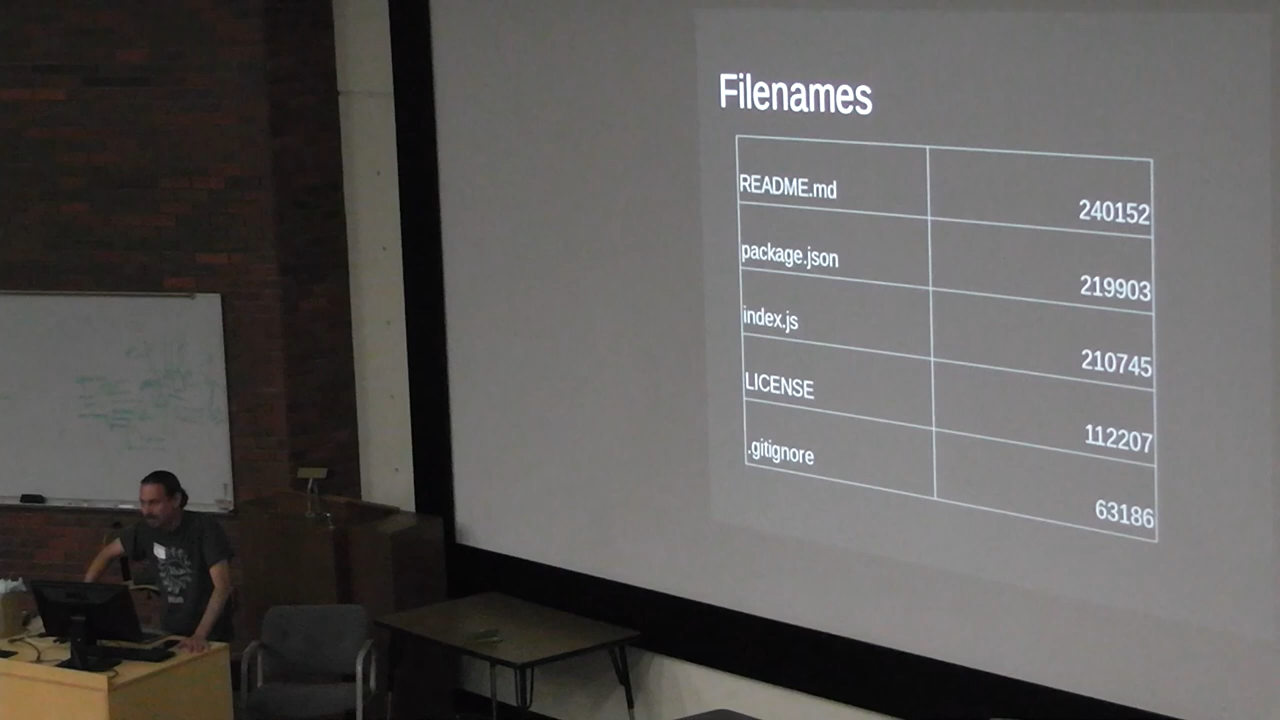 Filenames
README.md 240152
package.json 219903
index.js 210745
LICENSE 112207
.gitignore 63186